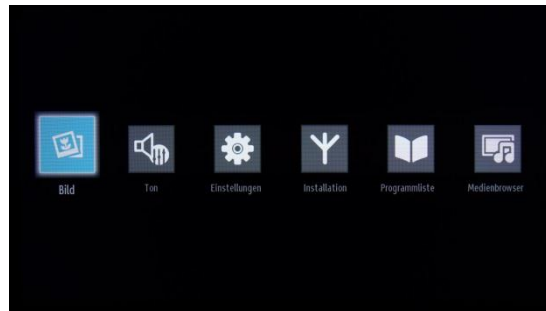 Bild
Ton
Einstellungen
Installation
Programmliste
Medienbrowser